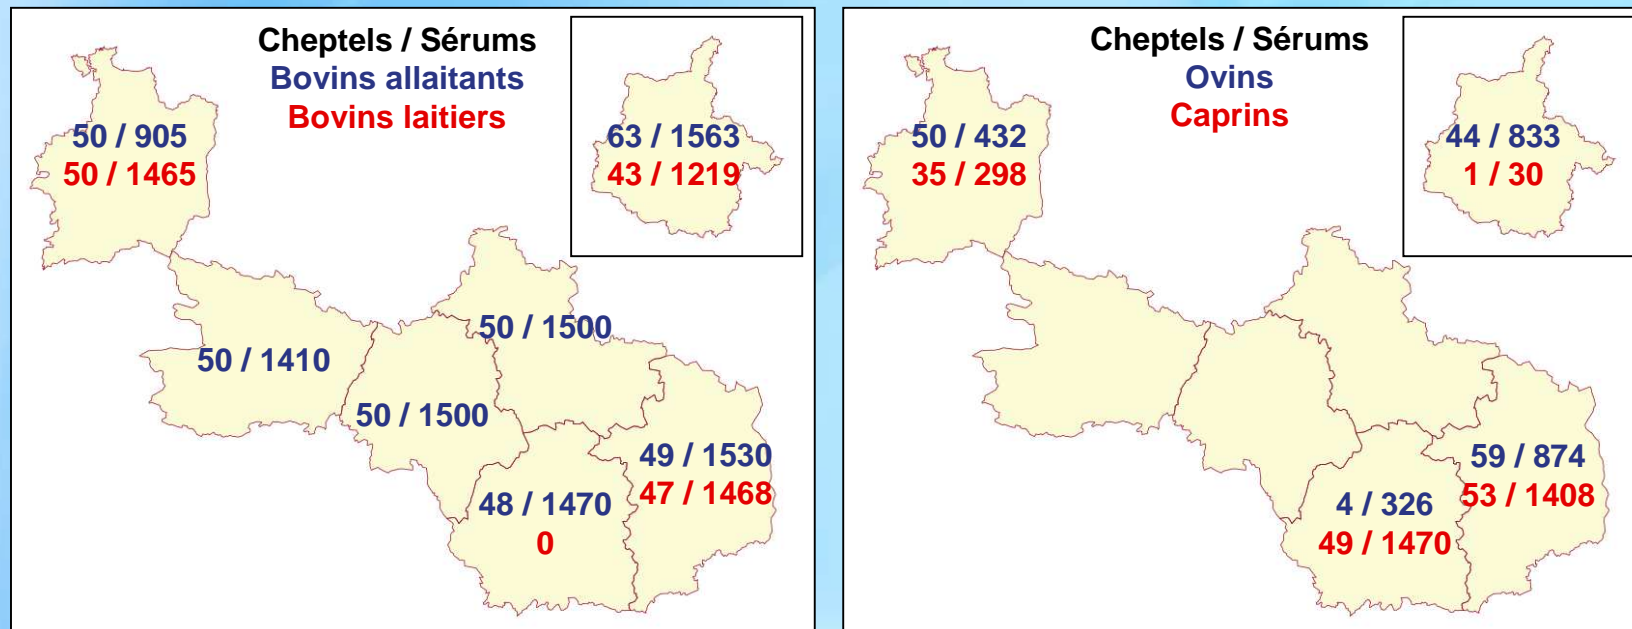 Cheptels / Sérums
Bovins allaitants
Bovins laitiers
50 / 905
50 / 1465
63 / 1563
43 / 1219
50 / 1500
50 / 1410
50 / 1500
49 / 1530
47 / 1468
48 / 1470
0
Cheptels / Sérums
Ovins
Caprins
50 / 432
35 / 298
44 / 833
1 / 30
59 / 874
53 / 1408
4 / 326
49 / 1470